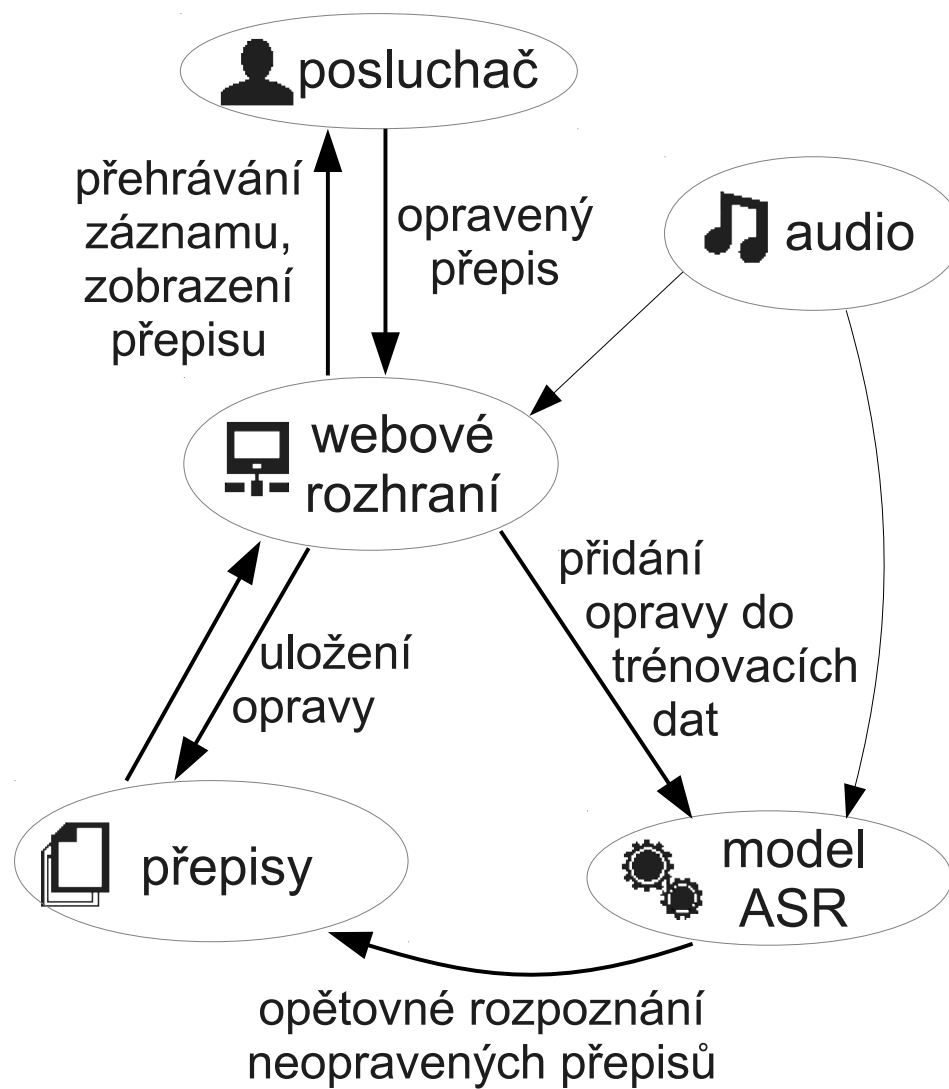 posluchač
přehrávání
záznamu,
zobrazení
přepisu
opravený
přepis
audio
webové
rozhraní
přidání
opravy do
trénovacích
dat
uložení
opravy
přepisy
model
ASR
opětovné rozpoznání
neopravených přepisů